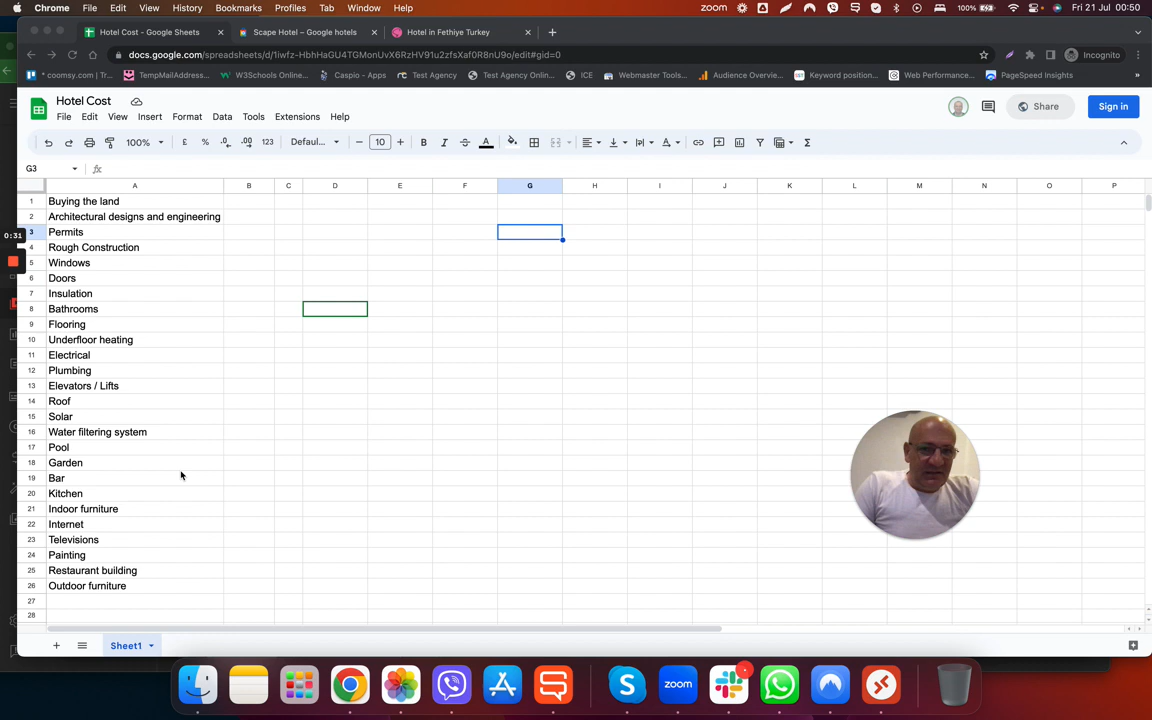 Chrome File Edit View History Bookmarks Profiles Tab Window Help zoom 100% Fri 21 Jul 00:50
Hotel Cost - Google Sheets Scape Hotel – Google hotels Hotel in Fethiye Turkey
docs.google.com/spreadsheets/d/1iwfz-HbhHaGU4TGMonUvX6RzHV91u2zfsXaf0R8nU9o/edit#gid=0 Incognito
* coomsy.com | Tr... TempMailAddress... W3Schools Online... Caspio - Apps Test Agency Test Agency Onlin... ICE Webmaster Tools... Audience Overvie... Keyword position... Web Performance... PageSpeed Insights »
Hotel Cost
File Edit View Insert Format Data Tools Extensions Help
Share Sign in
100% £ % .0 .00 123 Defaul... 10 B I S A Σ
G3 fx
A B C D E F G H I J K L M N O P
1 Buying the land
2 Architectural designs and engineering
3 Permits
0:31
4 Rough Construction
5 Windows
6 Doors
7 Insulation
8 Bathrooms
9 Flooring
10 Underfloor heating
11 Electrical
12 Plumbing
13 Elevators / Lifts
14 Roof
15 Solar
16 Water filtering system
17 Pool
18 Garden
19 Bar
20 Kitchen
21 Indoor furniture
22 Internet
23 Televisions
24 Painting
25 Restaurant building
26 Outdoor furniture
27
28
Sheet1
zoom